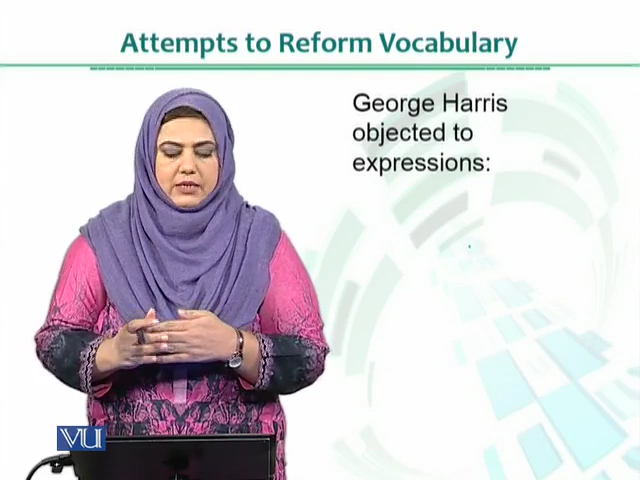 Attempts to Reform Vocabulary
George Harris
objected to
expressions:
VU